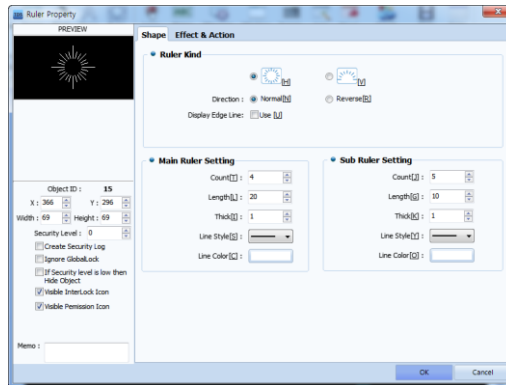 Ruler Property
PREVIEW
Shape Effect & Action
Ruler Kind
[H] [V]
Direction : Normal[N] Reverse[R]
Display Edge Line: Use [U]
Main Ruler Setting Sub Ruler Setting
Count[T] : 4 Count[J] : 5
Length[L] : 20 Length[G] : 10
Thick[I] : 1 Thick[K] : 1
Line Style[S] : Line Style[Y] :
Line Color[C] : Line Color[O] :
Object ID : 15
X : 366 Y : 296
Width : 69 Height : 69
Security Level : 0
Create Security Log
Ignore GlobalLock
If Security level is low then
Hide Object
Visible InterLock Icon
Visible Pemission Icon
Memo :
OK Cancel